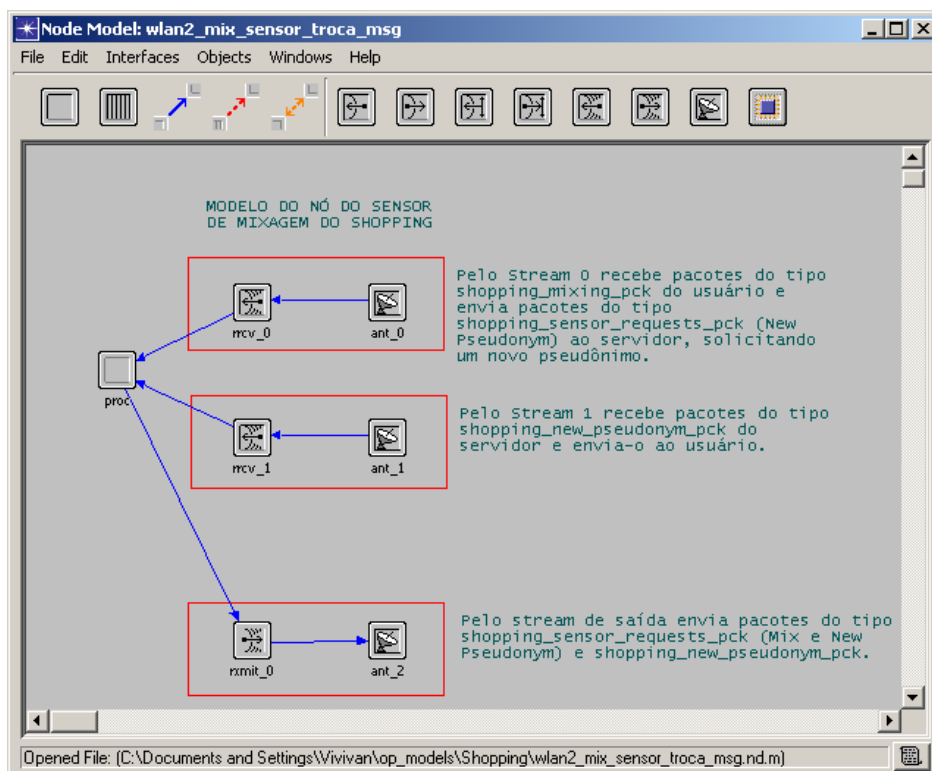 Node Model: wlan2_mix_sensor_troca_msg
File Edit Interfaces Objects Windows Help
MODELO DO NÓ DO SENSOR
DE MIXAGEM DO SHOPPING
Pelo Stream 0 recebe pacotes do tipo
shopping_mixing_pck do usuário e
envia pacotes do tipo
shopping_sensor_requests_pck (New
Pseudonym) ao servidor, solicitando
um novo pseudônimo.
rrcv_0
ant_0
proc
Pelo Stream 1 recebe pacotes do tipo
shopping_new_pseudonym_pck do
servidor e envia-o ao usuário.
rrcv_1
ant_1
Pelo stream de saída envia pacotes do tipo
shopping_sensor_requests_pck (Mix e New
Pseudonym) e shopping_new_pseudonym_pck.
rxmit_0
ant_2
Opened File: (C:\Documents and Settings\Vivivan\op_models\Shopping\wlan2_mix_sensor_troca_msg.nd.m)